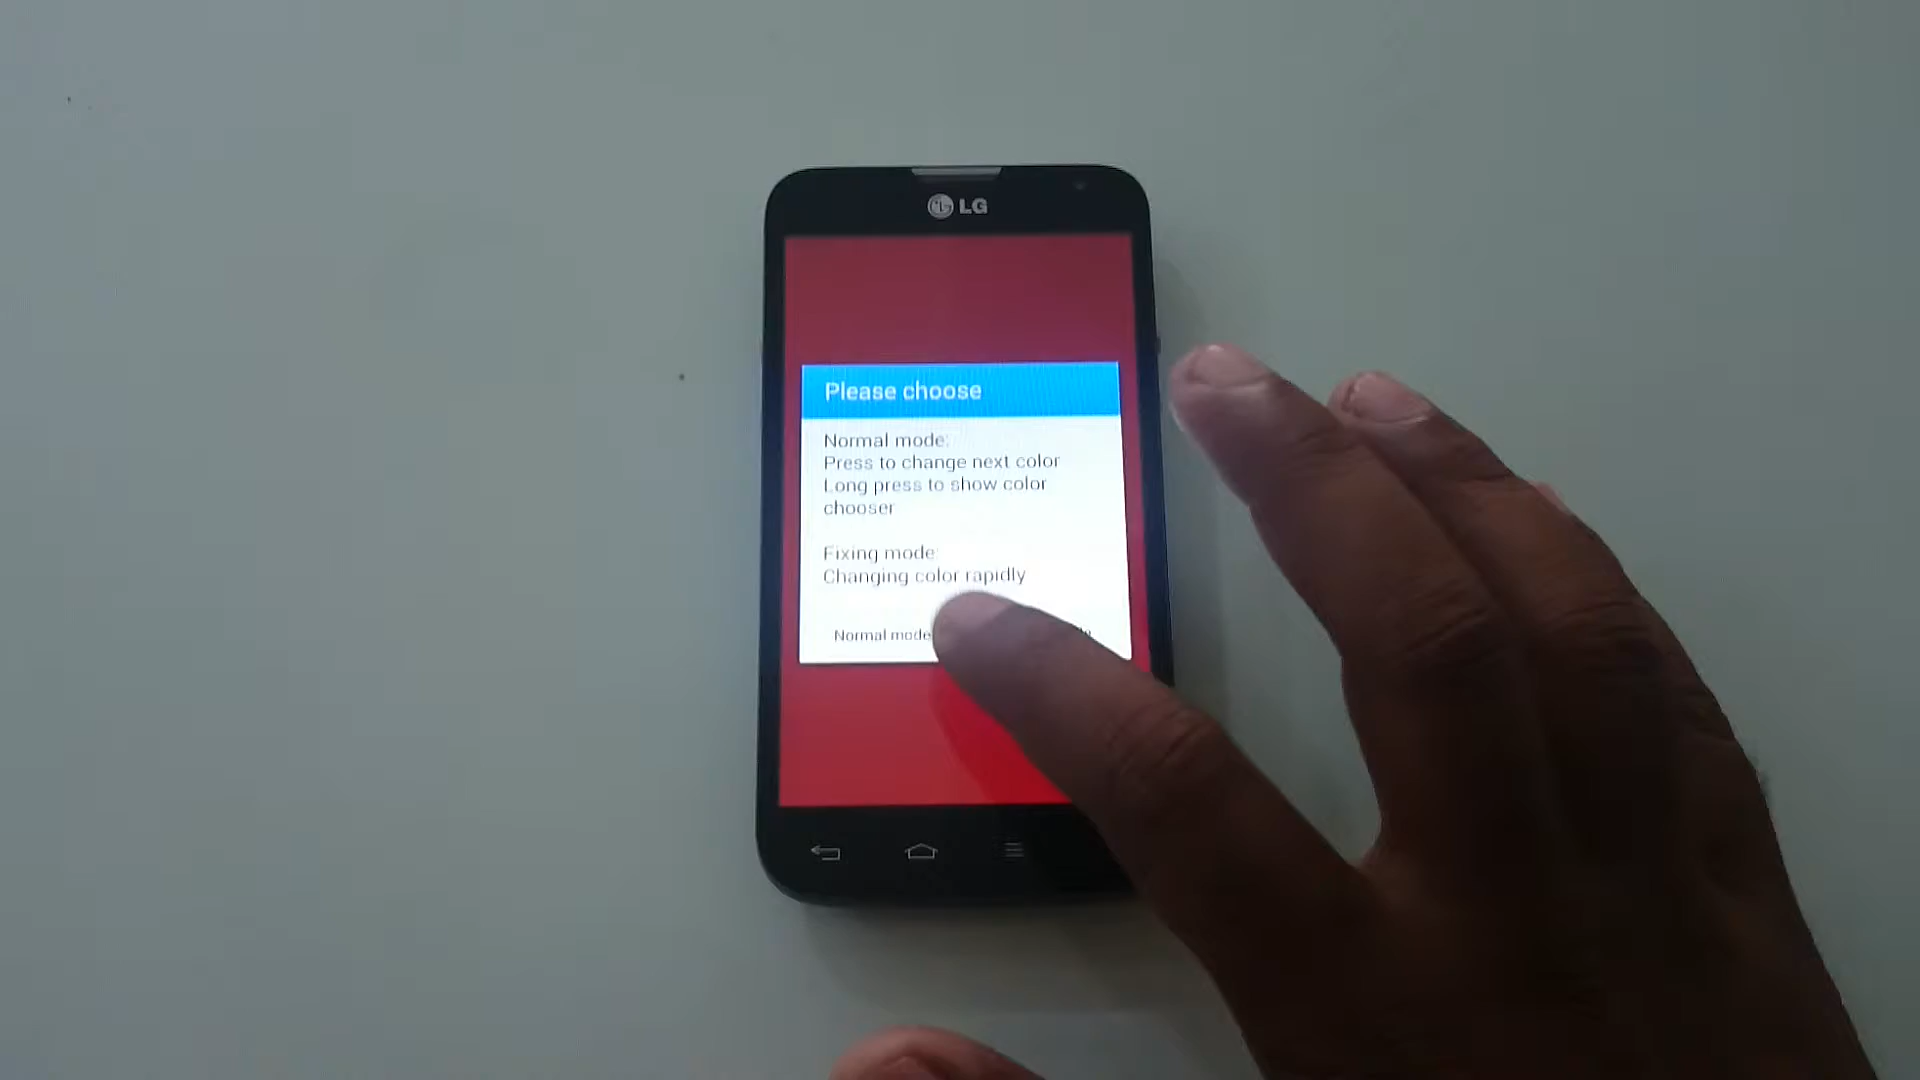 LG
Please choose
Normal mode:
Press to change next color
Long press to show color
chooser
Fixing mode:
Changing color rapidly
Normal mode